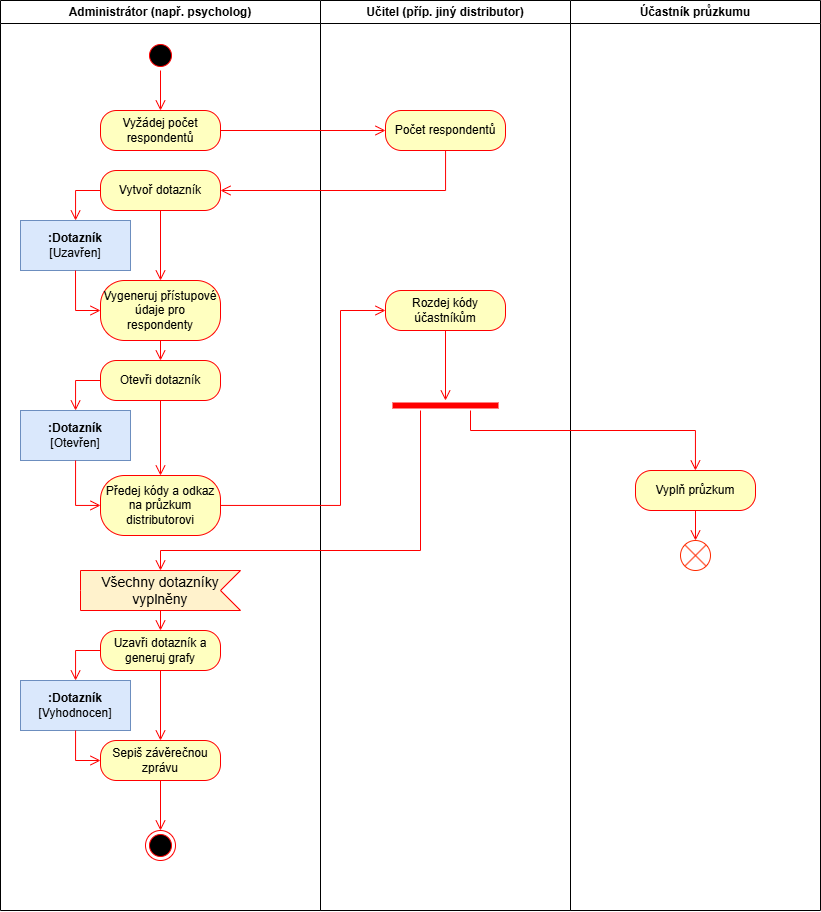 Administrátor (např. psycholog)
Učitel (příp. jiný distributor)
Účastník průzkumu
Vyžádej počet
respondentů
Počet respondentů
Vytvoř dotazník
:Dotazník
[Uzavřen]
Vygeneruj přístupové
údaje pro
respondenty
Rozdej kódy
účastníkům
Otevři dotazník
:Dotazník
[Otevřen]
Předej kódy a odkaz
na průzkum
distributorovi
Vyplň průzkum
Všechny dotazníky
vyplněny
Uzavři dotazník a
generuj grafy
:Dotazník
[Vyhodnocen]
Sepiš závěrečnou
zprávu